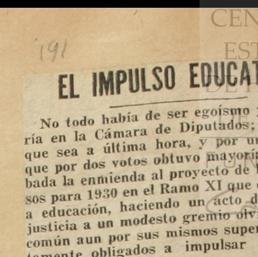 191
CEN
EST
DE
EL IMPULSO EDUCAT
No todo había de ser egoísmo y
ría en la Cámara de Diputados;
que sea a última hora, y por un
que por dos votos obtuvo mayoría
bada la enmienda al proyecto de
sos para 1930 en el Ramo XI que
a educación, haciendo un acto d
justicia a un modesto gremio olvi
común aun por sus mismos super
tamente obligados a impulsar